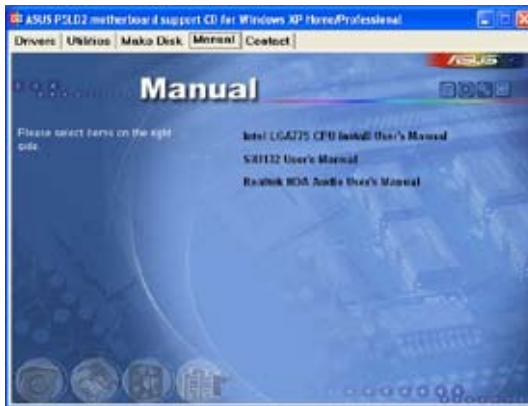 ASUS P5LD2 motherboard support CD for Windows XP Home/Professional
Drivers Utilities Make Disk Manual Contact
ASUS
Manual
Please select items on the right
side.
Intel LGA775 CPU Install User's Manual
User's Manual
Realtek HDA Audio User's Manual